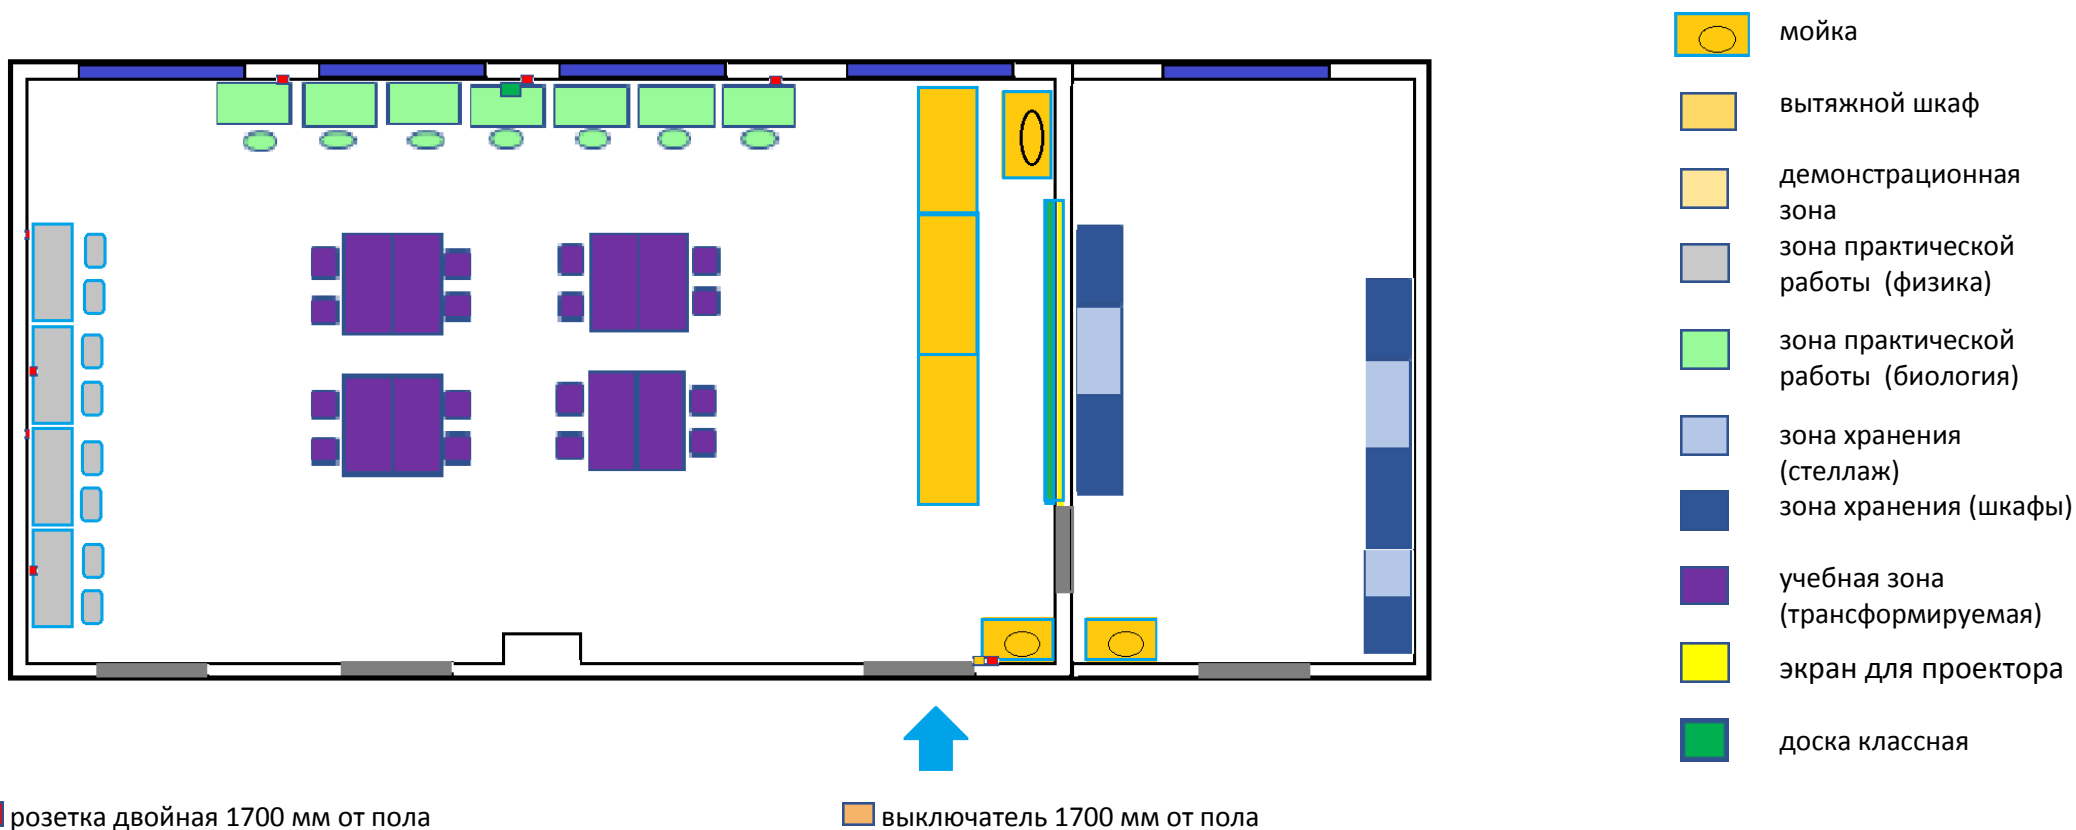 мойка
вытяжной шкаф
демонстрационная
зона
зона практической
работы (физика)
зона практической
работы (биология)
зона хранения
(стеллаж)
зона хранения (шкафы)
учебная зона
(трансформируемая)
экран для проектора
доска классная
розетка двойная 1700 мм от пола
выключатель 1700 мм от пола